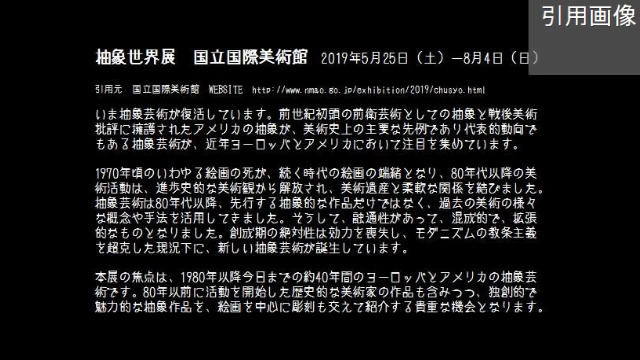 引用画像
抽象世界展　国立国際美術館　2019年5月25日（土）―8月4日（日）
引用元　国立国際美術館　WEBSITE　http://www.nmao.go.jp/exhibition/2019/chusyo.html
いま抽象芸術が復活しています。前世紀初頭の前衛芸術としての抽象と戦後美術
批評に擁護されたアメリカの抽象が、美術史上の主要な先例であり代表的動向で
もある抽象芸術が、近年ヨーロッパとアメリカにおいて注目を集めています。
1970年頃のいわゆる絵画の死が、続く時代の絵画の端緒となり、80年代以降の美
術活動は、進歩史的な美術観から解放され、美術遺産と柔軟な関係を結びました。
抽象芸術は80年代以降、先行する抽象的な作品だけではなく、過去の美術の様々
な概念や手法を活用してきました。そうして、融通性があって、混成的で、拡張
的なものとなりました。創成期の絶対性は効力を喪失し、モダニズムの教条主義
を超克した現況下に、新しい抽象芸術が誕生しています。
本展の焦点は、1980年以降今日までの約40年間のヨーロッパとアメリカの抽象芸
術です。80年以前に活動を開始した歴史的な美術家の作品も含みつつ、独創的で
魅力的な抽象作品を、絵画を中心に彫刻も交えて紹介する貴重な機会となります。